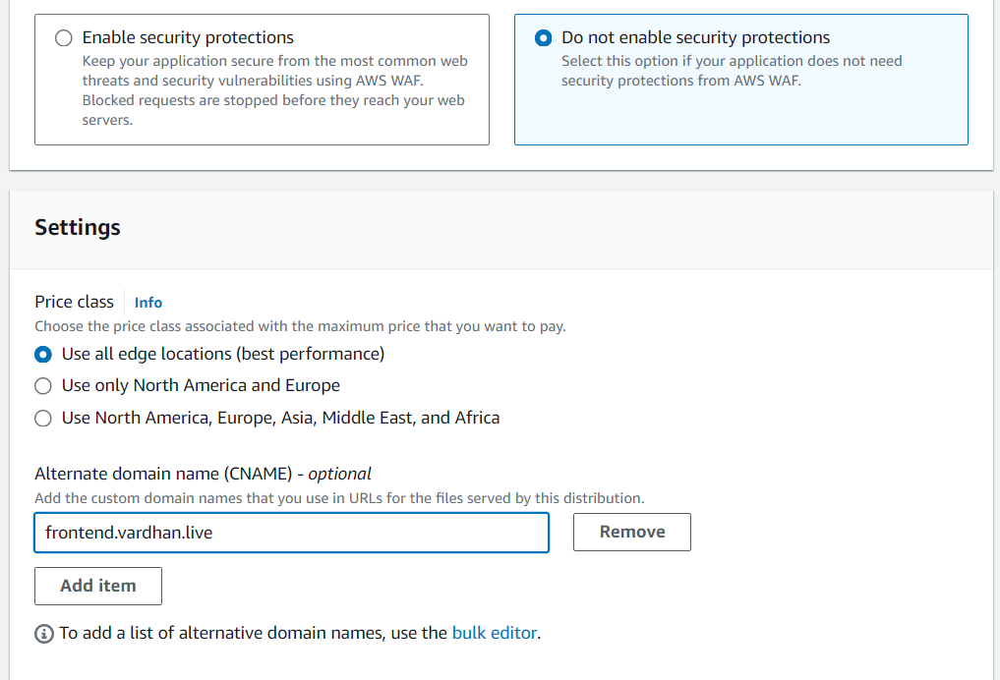 Enable security protections
Keep your application secure from the most common web
threats and security vulnerabilities using AWS WAF.
Blocked requests are stopped before they reach your web
servers.
Do not enable security protections
Select this option if your application does not need
security protections from AWS WAF.
Settings
Price class Info
Choose the price class associated with the maximum price that you want to pay.
Use all edge locations (best performance)
Use only North America and Europe
Use North America, Europe, Asia, Middle East, and Africa
Alternate domain name (CNAME) - optional
Add the custom domain names that you use in URLs for the files served by this distribution.
frontend.vardhan.live Remove
Add item
To add a list of alternative domain names, use the bulk editor.